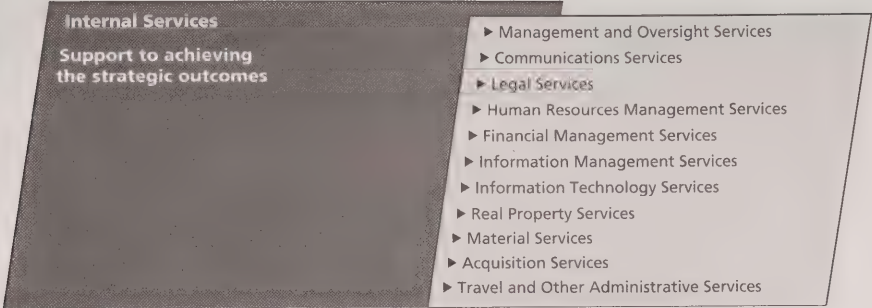 Internal Services
Support to achieving
the strategic outcomes
▶ Management and Oversight Services
▶ Communications Services
▶ Legal Services
▶ Human Resources Management Services
▶ Financial Management Services
▶ Information Management Services
▶ Information Technology Services
▶ Real Property Services
▶ Material Services
▶ Acquisition Services
▶ Travel and Other Administrative Services